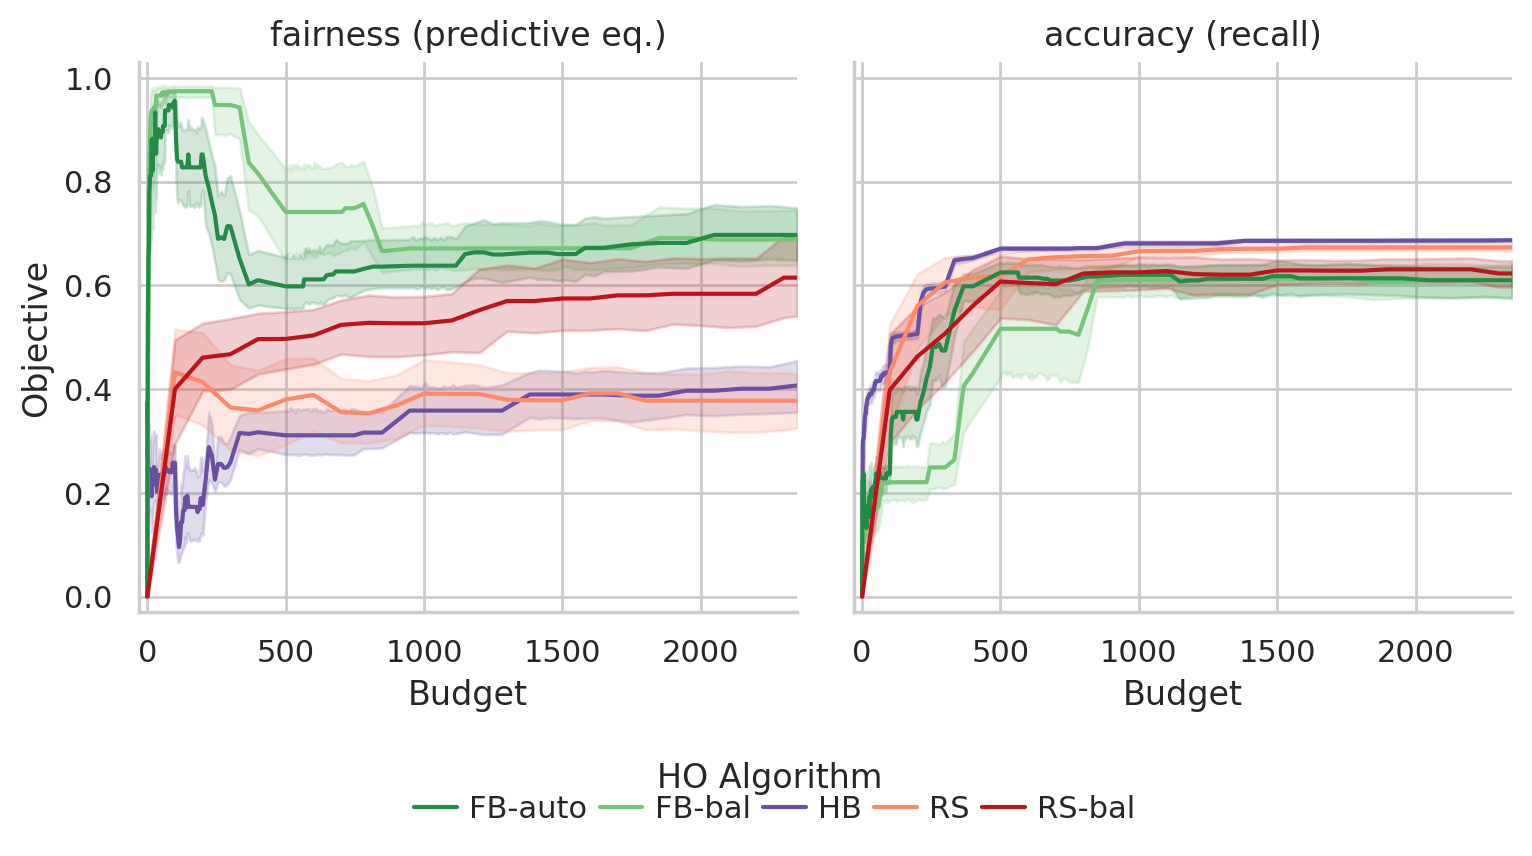 fairness (predictive eq.)
accuracy (recall)
Objective
1.0
0.8
0.6
0.4
0.2
0.0
0 500 1000 1500 2000
0 500 1000 1500 2000
Budget
Budget
HO Algorithm
FB-auto FB-bal HB RS RS-bal